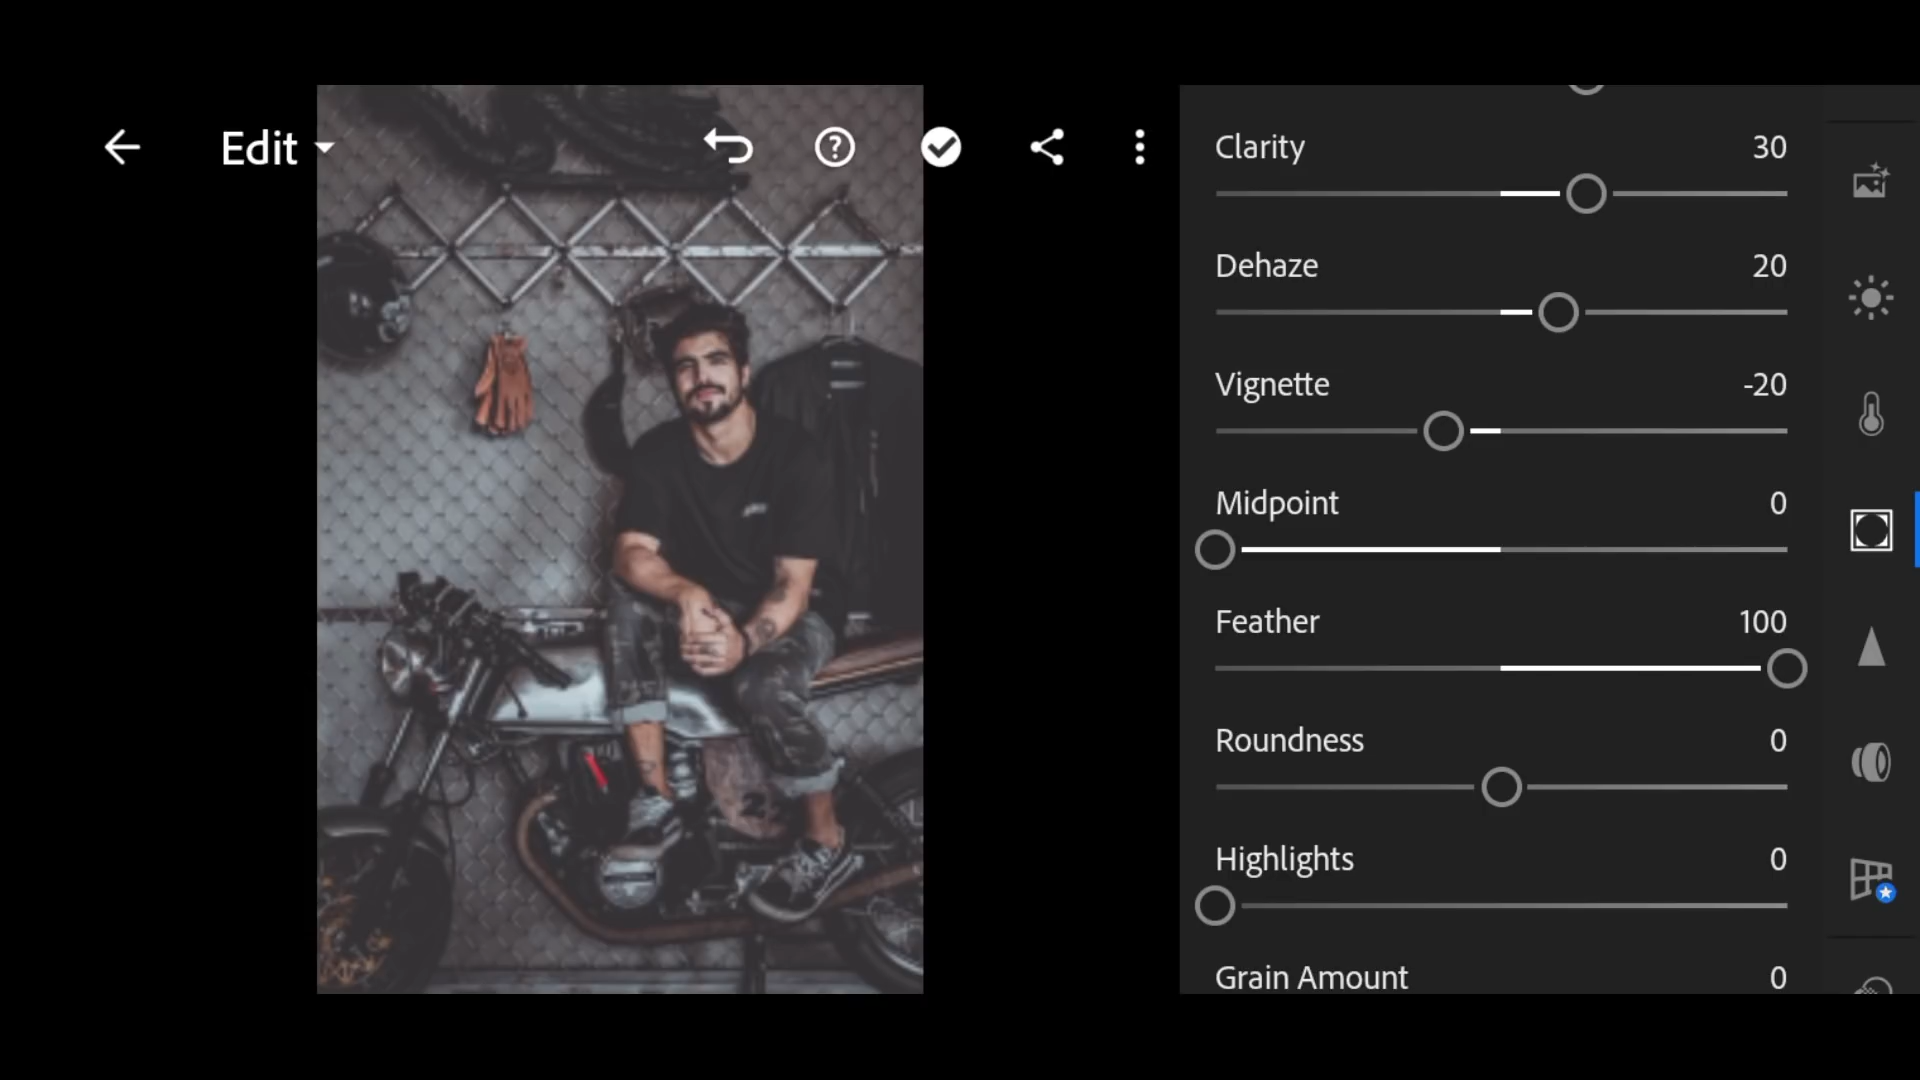 Edit
Clarity 30
Dehaze 20
Vignette -20
Midpoint 0
Feather 100
Roundness 0
Highlights 0
Grain Amount 0